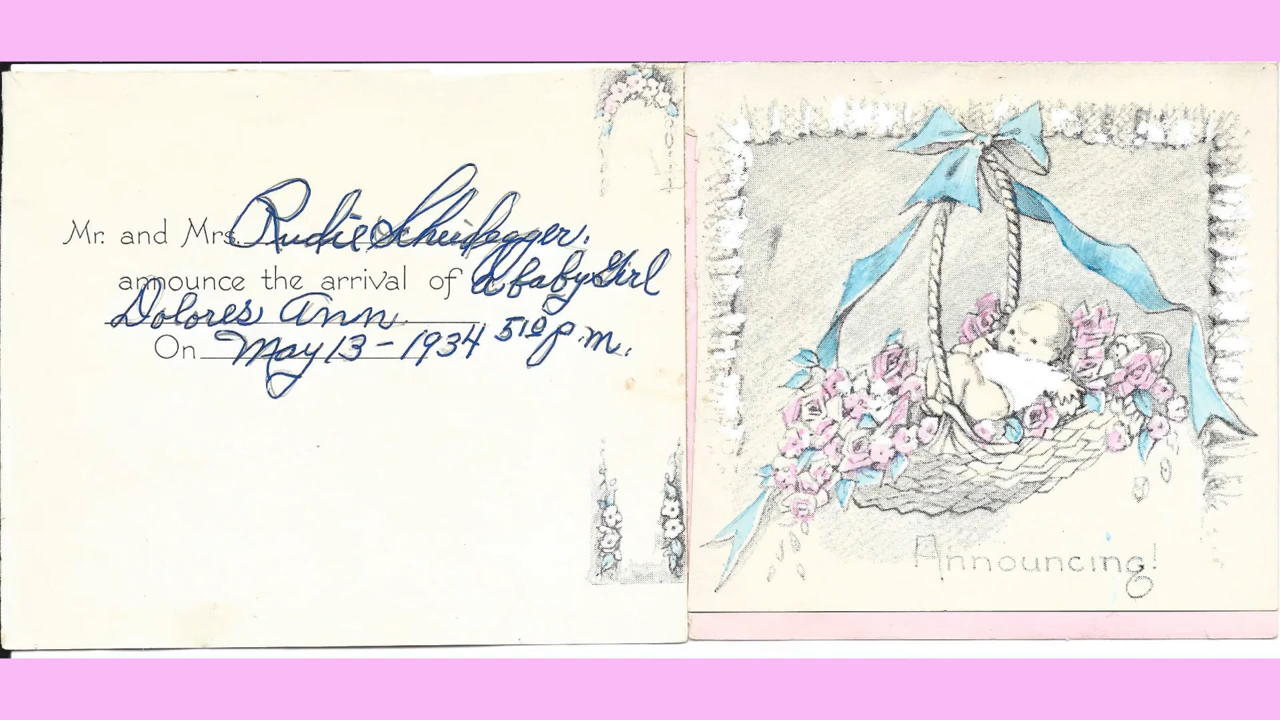 Mr. and Mrs. Rudie Scheidegger.
announce the arrival of a baby Girl
Dolores Ann
On May 13 - 1934 5 10 p.m.
Announcing!